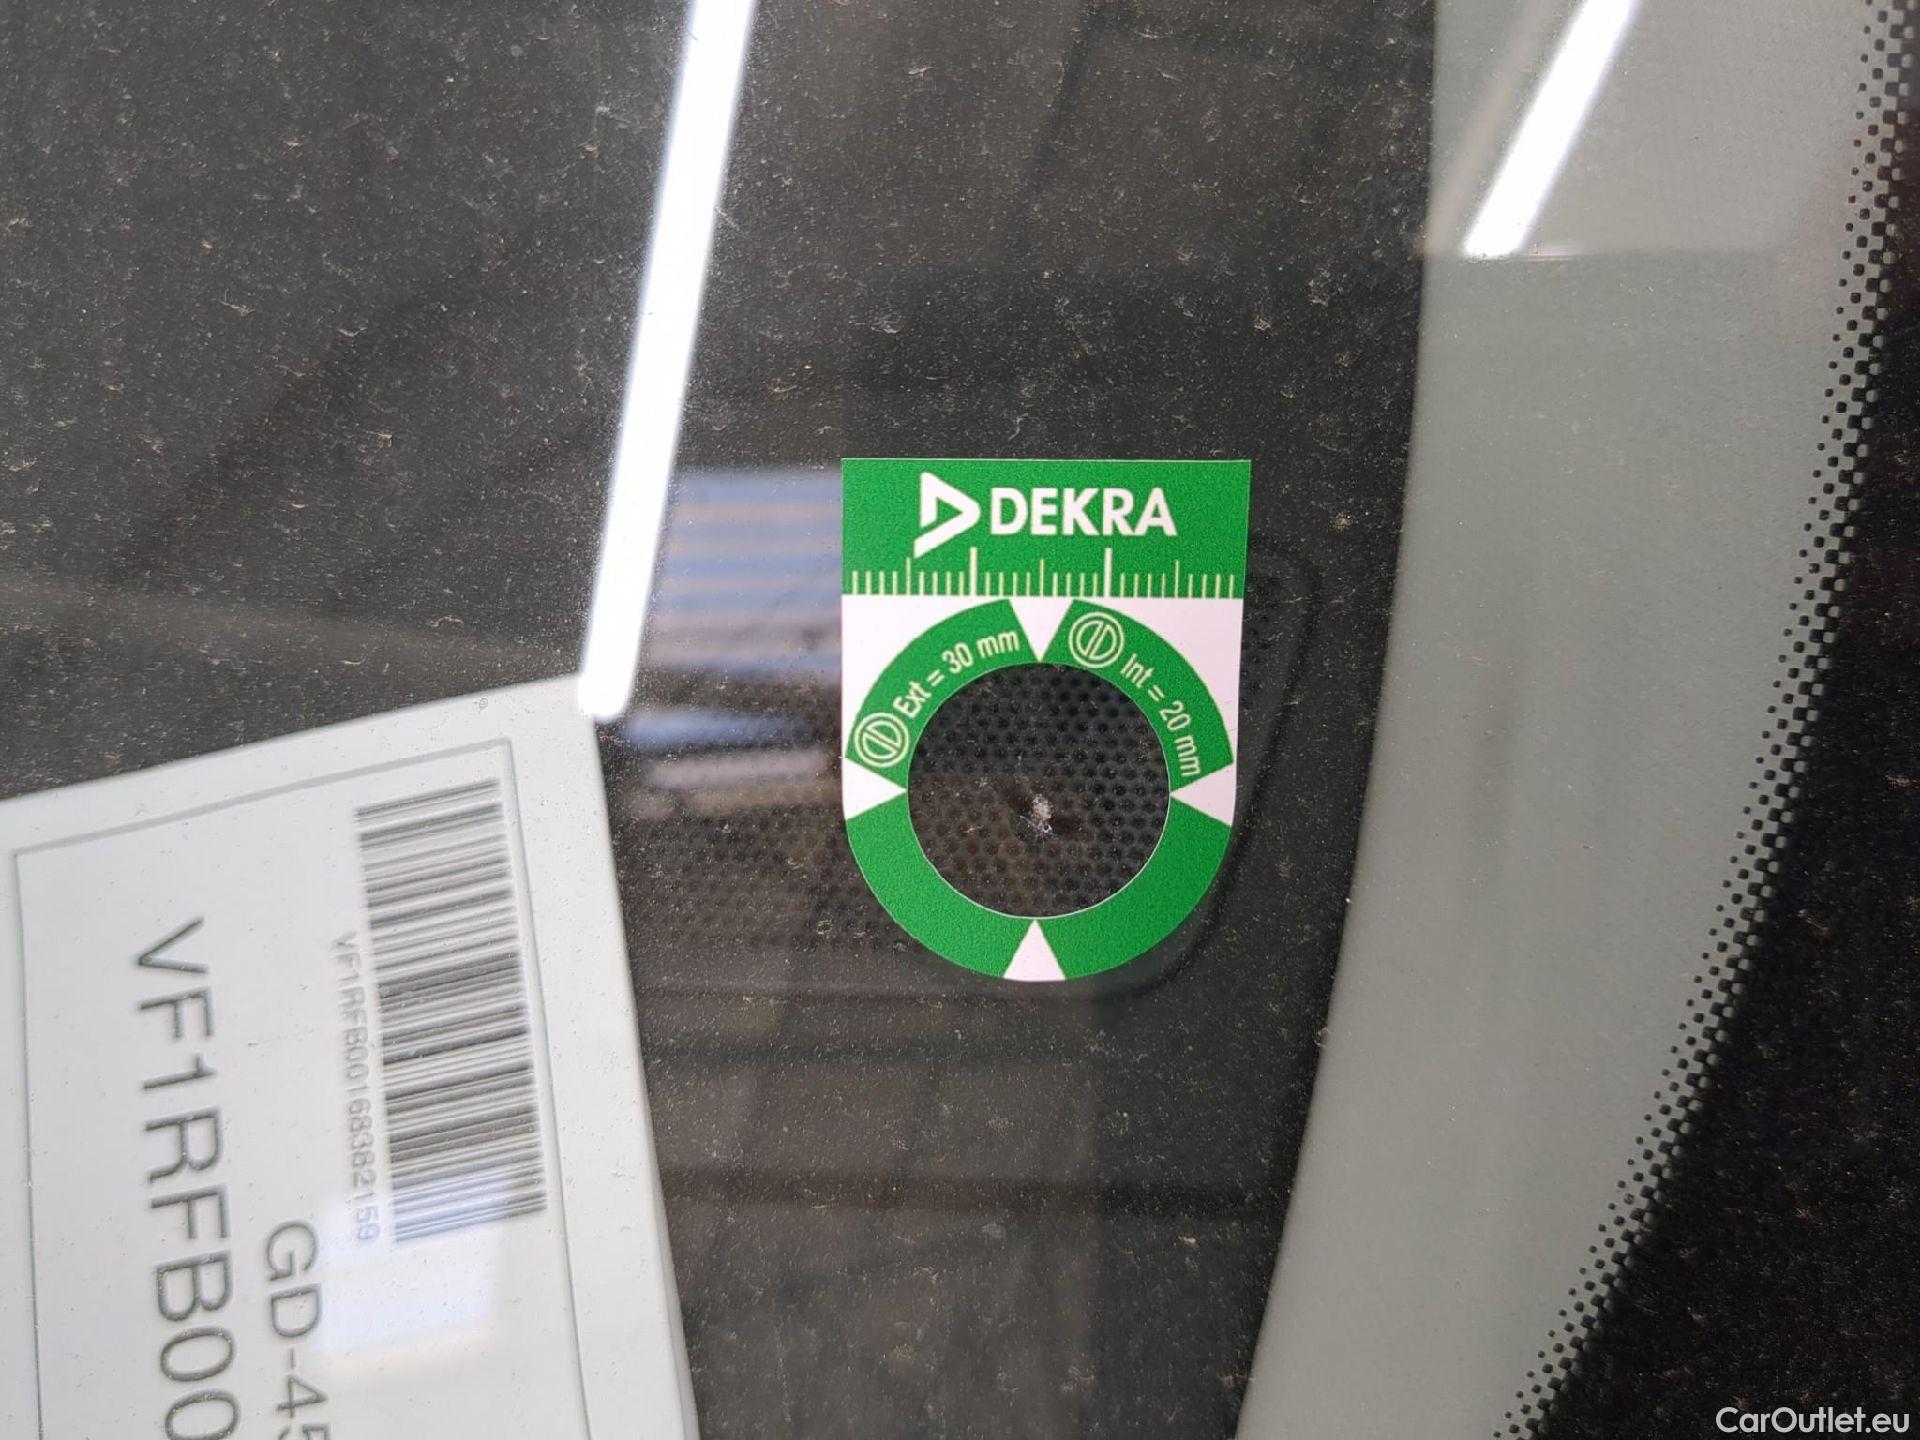 DEKRA
Ext = 30 mm
Int = 20 mm
VF1RFB00168382159
VF1RFB00
GD-45
CarOutlet.eu